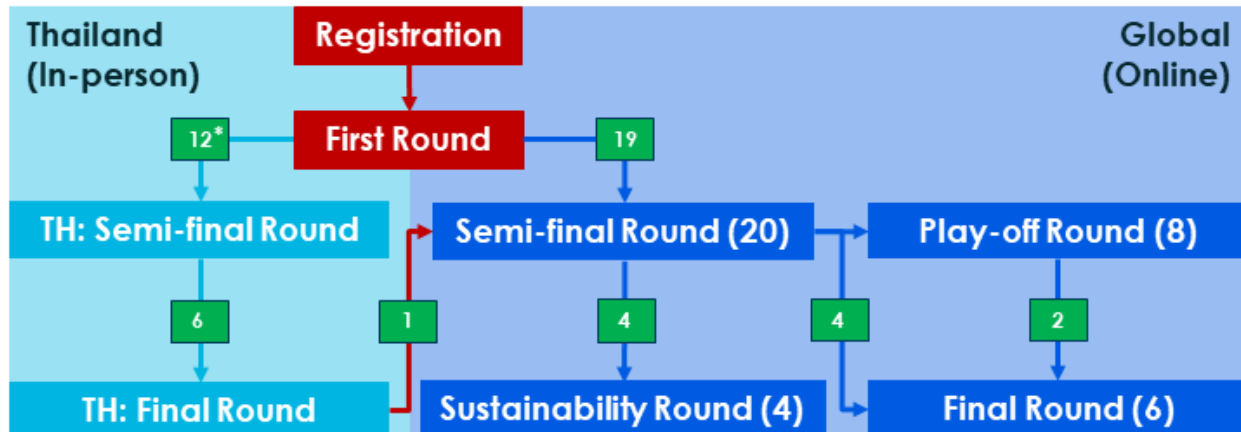 Thailand
(In-person)
Registration
Global
(Online)
12*
First Round
19
TH: Semi-final Round
Semi-final Round (20)
Play-off Round (8)
6
1
4
4
2
TH: Final Round
Sustainability Round (4)
Final Round (6)